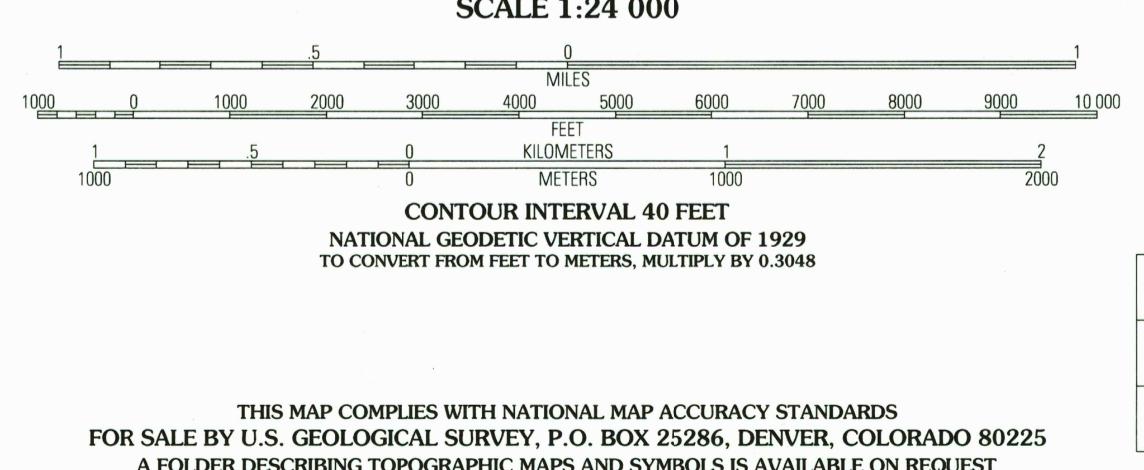 SCALE 1:24 000
1 .5 0 1
MILES
1000 0 1000 2000 3000 4000 5000 6000 7000 8000 9000 10 000
FEET
1 .5 0 KILOMETERS 1 2
1000 0 METERS 1000 2000
CONTOUR INTERVAL 40 FEET
NATIONAL GEODETIC VERTICAL DATUM OF 1929
TO CONVERT FROM FEET TO METERS, MULTIPLY BY 0.3048
THIS MAP COMPLIES WITH NATIONAL MAP ACCURACY STANDARDS
FOR SALE BY U.S. GEOLOGICAL SURVEY, P.O. BOX 25286, DENVER, COLORADO 80225
A FOLDER DESCRIBING TOPOGRAPHIC MAPS AND SYMBOLS IS AVAILABLE ON REQUEST